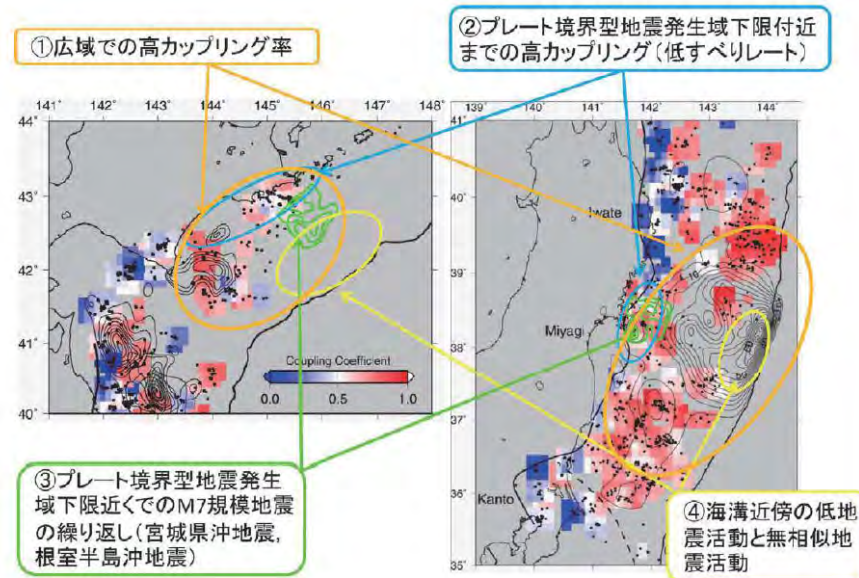 ①広域での高カップリング率
②プレート境界型地震発生域下限付近
までの高カップリング(低すべりレート)
141° 142° 143° 144° 145° 146° 147° 148°
44°
43°
42°
41°
40°
Coupling Coefficient
0.0 0.5 1.0
139° 140° 141° 142° 143° 144°
40°
39°
38°
37°
36°
35°
Iwate
Miyagi
Kanto
10
③プレート境界型地震発生
域下限近くでのM7規模地震
の繰り返し(宮城県沖地震,
根室半島沖地震)
④海溝近傍の低地
震活動と無相似地
震活動